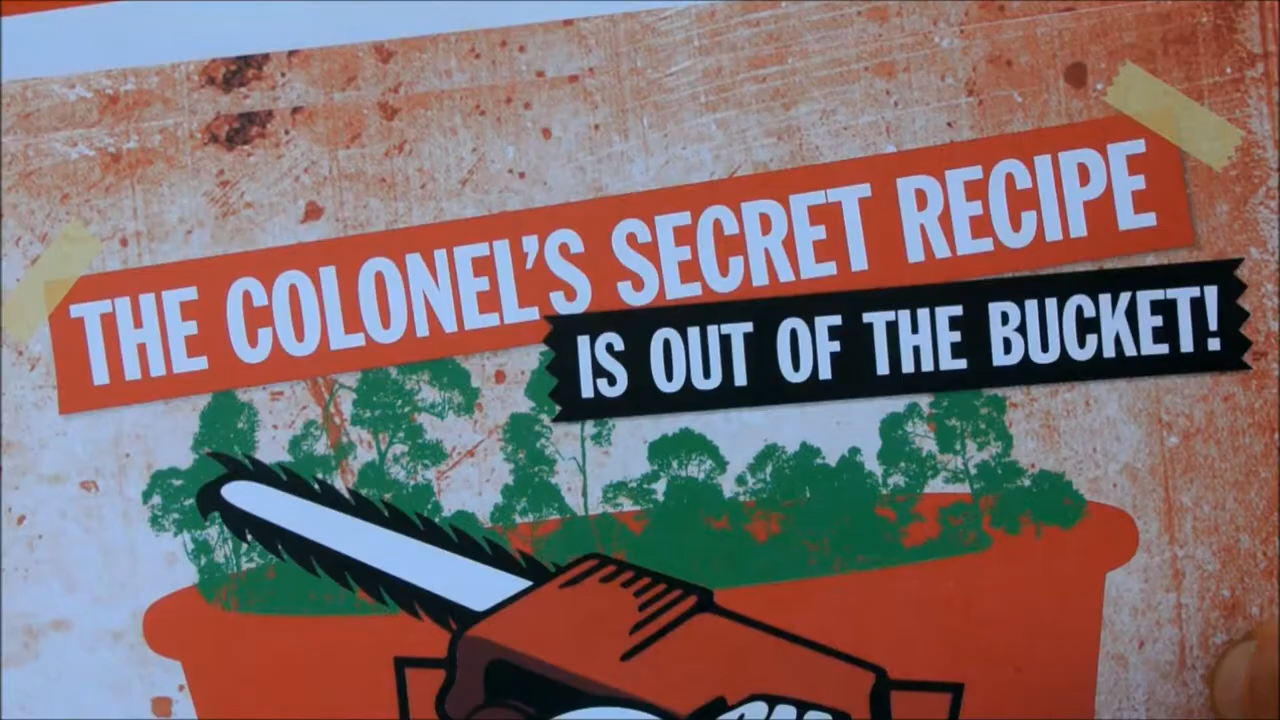 THE COLONEL'S SECRET RECIPE
IS OUT OF THE BUCKET!